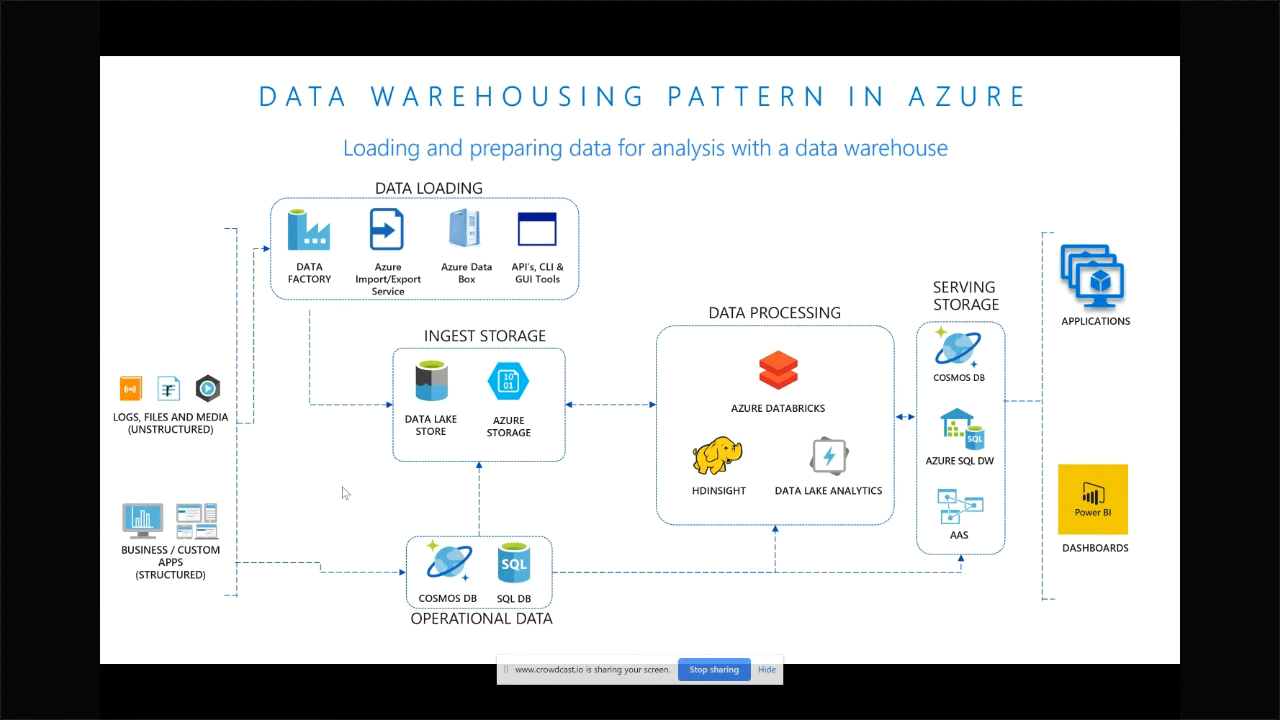 DATA WAREHOUSING PATTERN IN AZURE
Loading and preparing data for analysis with a data warehouse
DATA LOADING
DATA
FACTORY
Azure
Import/Export
Service
Azure Data
Box
API's, CLI &
GUI Tools
INGEST STORAGE
DATA LAKE
STORE
10
01
AZURE
STORAGE
LOGS, FILES AND MEDIA
(UNSTRUCTURED)
BUSINESS / CUSTOM
APPS
(STRUCTURED)
COSMOS DB
SQL
SQL DB
OPERATIONAL DATA
DATA PROCESSING
AZURE DATABRICKS
HDINSIGHT
DATA LAKE ANALYTICS
SERVING
STORAGE
COSMOS DB
SQL
AZURE SQL DW
AAS
APPLICATIONS
Power BI
DASHBOARDS
www.crowdcast.io is sharing your screen.
Stop sharing
Hide